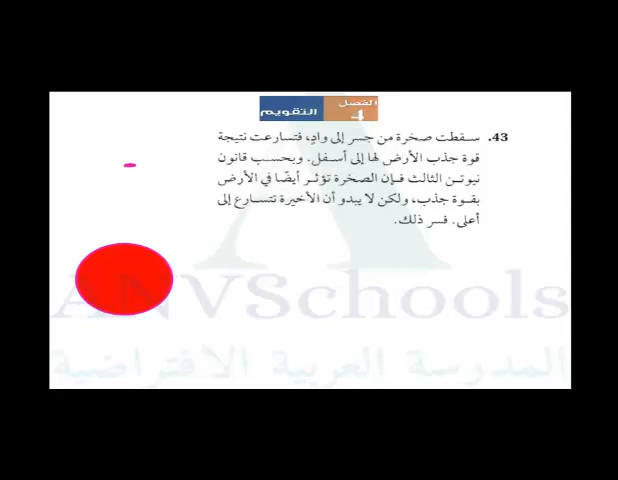 الفصل 4 التقويم
43. سقطت صخرة من جسر إلى وادٍ، فتسارعت نتيجة
قوة جذب الأرض لها إلى أسفل. وبحسب قانون
نيوتن الثالث فإن الصخرة تؤثر أيضًا في الأرض
بقوة جذب، ولكن لا يبدو أن الأخيرة تتسارع إلى
أعلى. فسر ذلك.
ANVSchools
المدرسة العربية الافتراضية